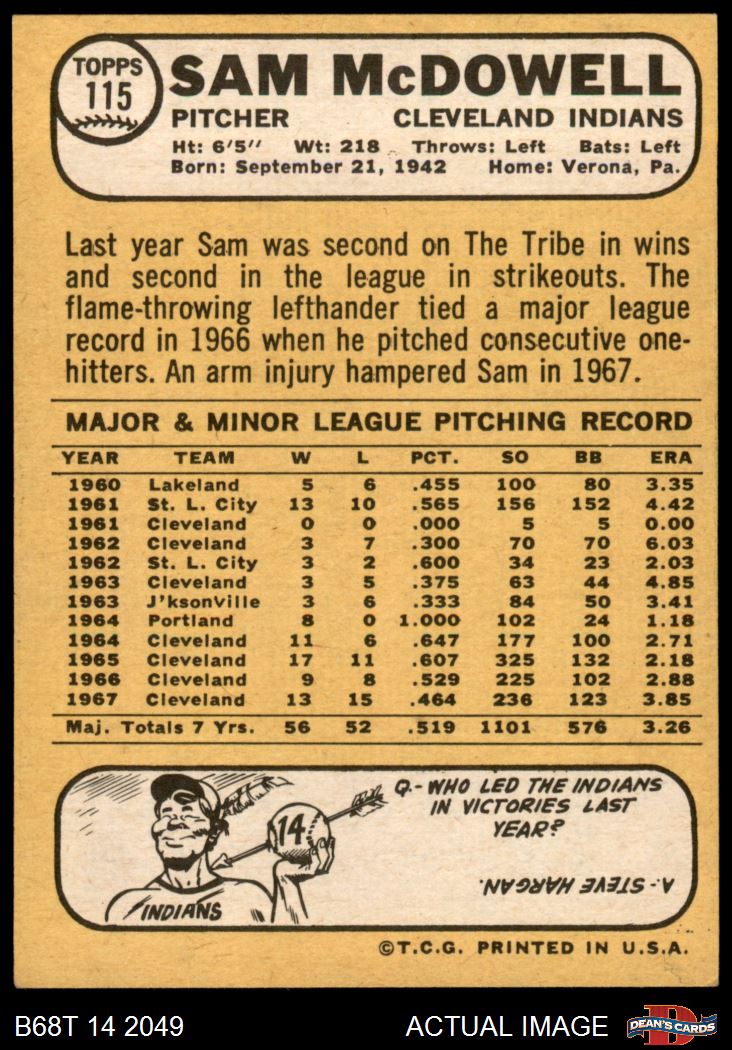 TOPPS
115
SAM McDOWELL
PITCHER CLEVELAND INDIANS
Ht: 6'5" Wt: 218 Throws: Left Bats: Left
Born: September 21, 1942 Home: Verona, Pa.
Last year Sam was second on The Tribe in wins
and second in the league in strikeouts. The
flame-throwing lefthander tied a major league
record in 1966 when he pitched consecutive one-
hitters. An arm injury hampered Sam in 1967.
MAJOR & MINOR LEAGUE PITCHING RECORD
YEAR TEAM W L PCT. SO BB ERA
1960 Lakeland 5 6 .455 100 80 3.35
1961 St. L. City 13 10 .565 156 152 4.42
1961 Cleveland 0 0 .000 5 5 0.00
1962 Cleveland 3 7 .300 70 70 6.03
1962 St. L. City 3 2 .600 34 23 2.03
1963 Cleveland 3 5 .375 63 44 4.85
1963 J'ksonville 3 6 .333 84 50 3.41
1964 Portland 8 0 1.000 102 24 1.18
1964 Cleveland 11 6 .647 177 100 2.71
1965 Cleveland 17 11 .607 325 132 2.18
1966 Cleveland 9 8 .529 225 102 2.88
1967 Cleveland 13 15 .464 236 123 3.85
Maj. Totals 7 Yrs. 56 52 .519 1101 576 3.26
Q.- WHO LED THE INDIANS
IN VICTORIES LAST
YEAR?
A.- STEVE HARGAN.
14
INDIANS
©T.C.G. PRINTED IN U.S.A.
B68T 14 2049 ACTUAL IMAGE
D
DEAN'S CARDS